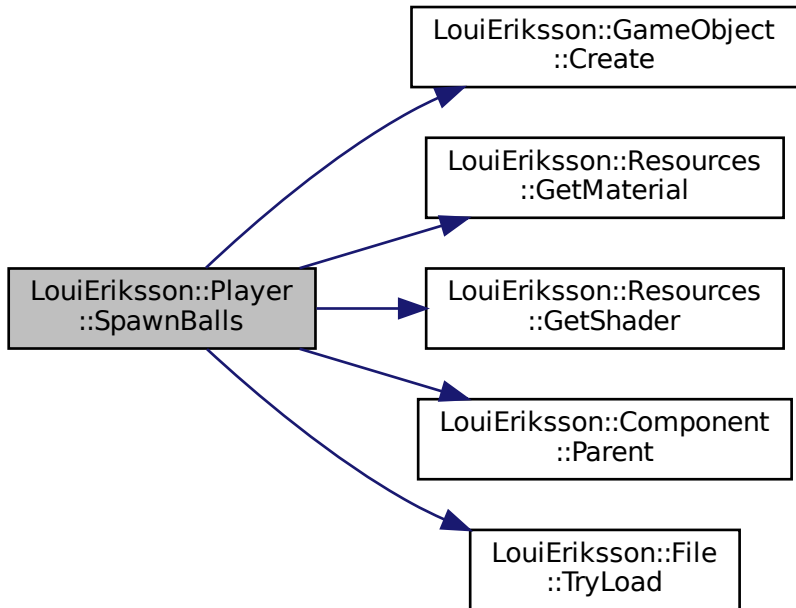 LouiEriksson::GameObject
::Create
LouiEriksson::Resources
::GetMaterial
LouiEriksson::Player
::SpawnBalls
LouiEriksson::Resources
::GetShader
LouiEriksson::Component
::Parent
LouiEriksson::File
::TryLoad